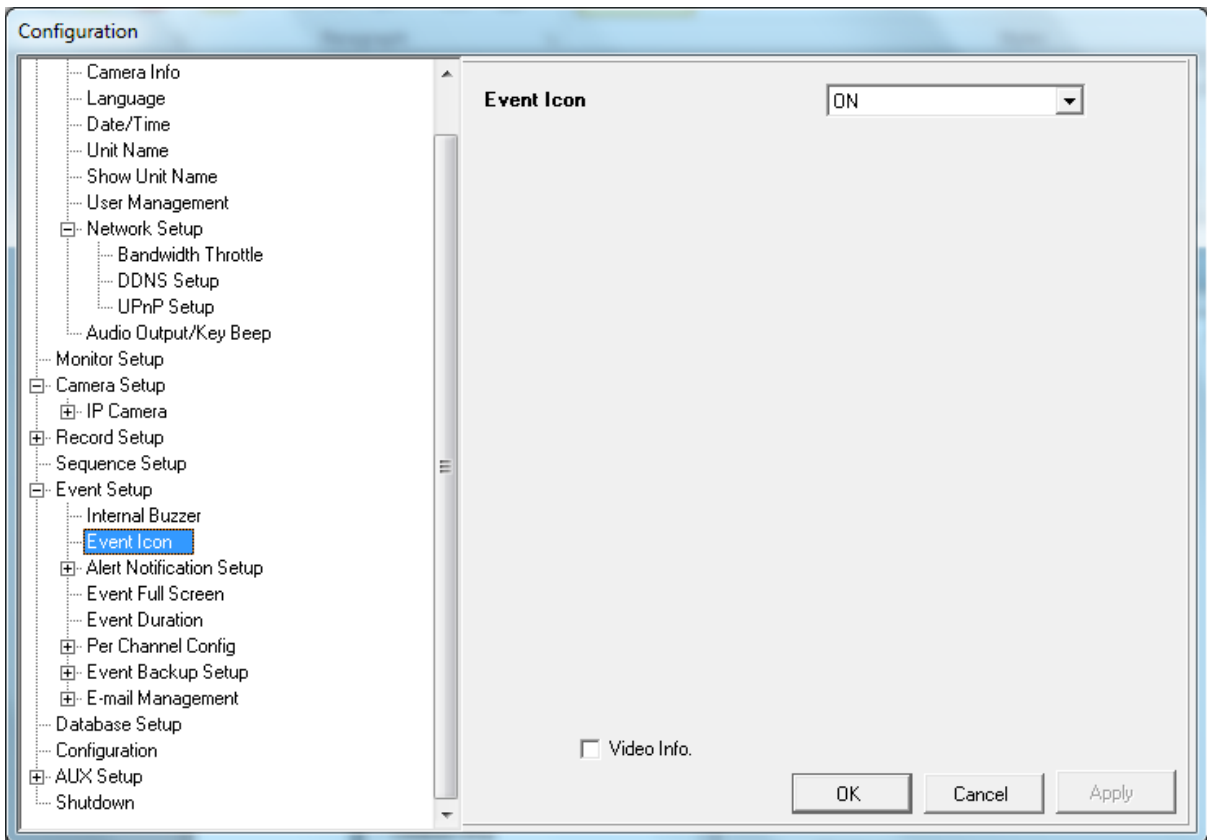 Configuration
Camera Info
Language
Date/Time
Unit Name
Show Unit Name
User Management
Network Setup
Bandwidth Throttle
DDNS Setup
UPnP Setup
Audio Output/Key Beep
Monitor Setup
Camera Setup
IP Camera
Record Setup
Sequence Setup
Event Setup
Internal Buzzer
Event Icon
Alert Notification Setup
Event Full Screen
Event Duration
Per Channel Config
Event Backup Setup
E-mail Management
Database Setup
Configuration
AUX Setup
Shutdown
Event Icon ON
Video Info.
OK Cancel Apply